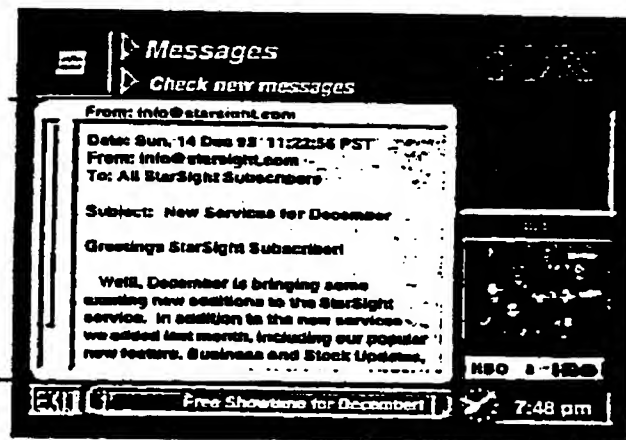 Messages
Check new messages
From: info@starsight.com
Date: Sun, 14 Dec 95 11:22:56 PST
From: info@starsight.com
To: All StarSight Subscribers
Subject: New Services for December
Greetings StarSight Subscriber!
Well, December is bringing some
exciting new additions to the StarSight
service. In addition to the new services
we added last month, including our popular
new feature, Business and Stock Updates,
HBO 8
Free Showtime for December!
7:48 pm